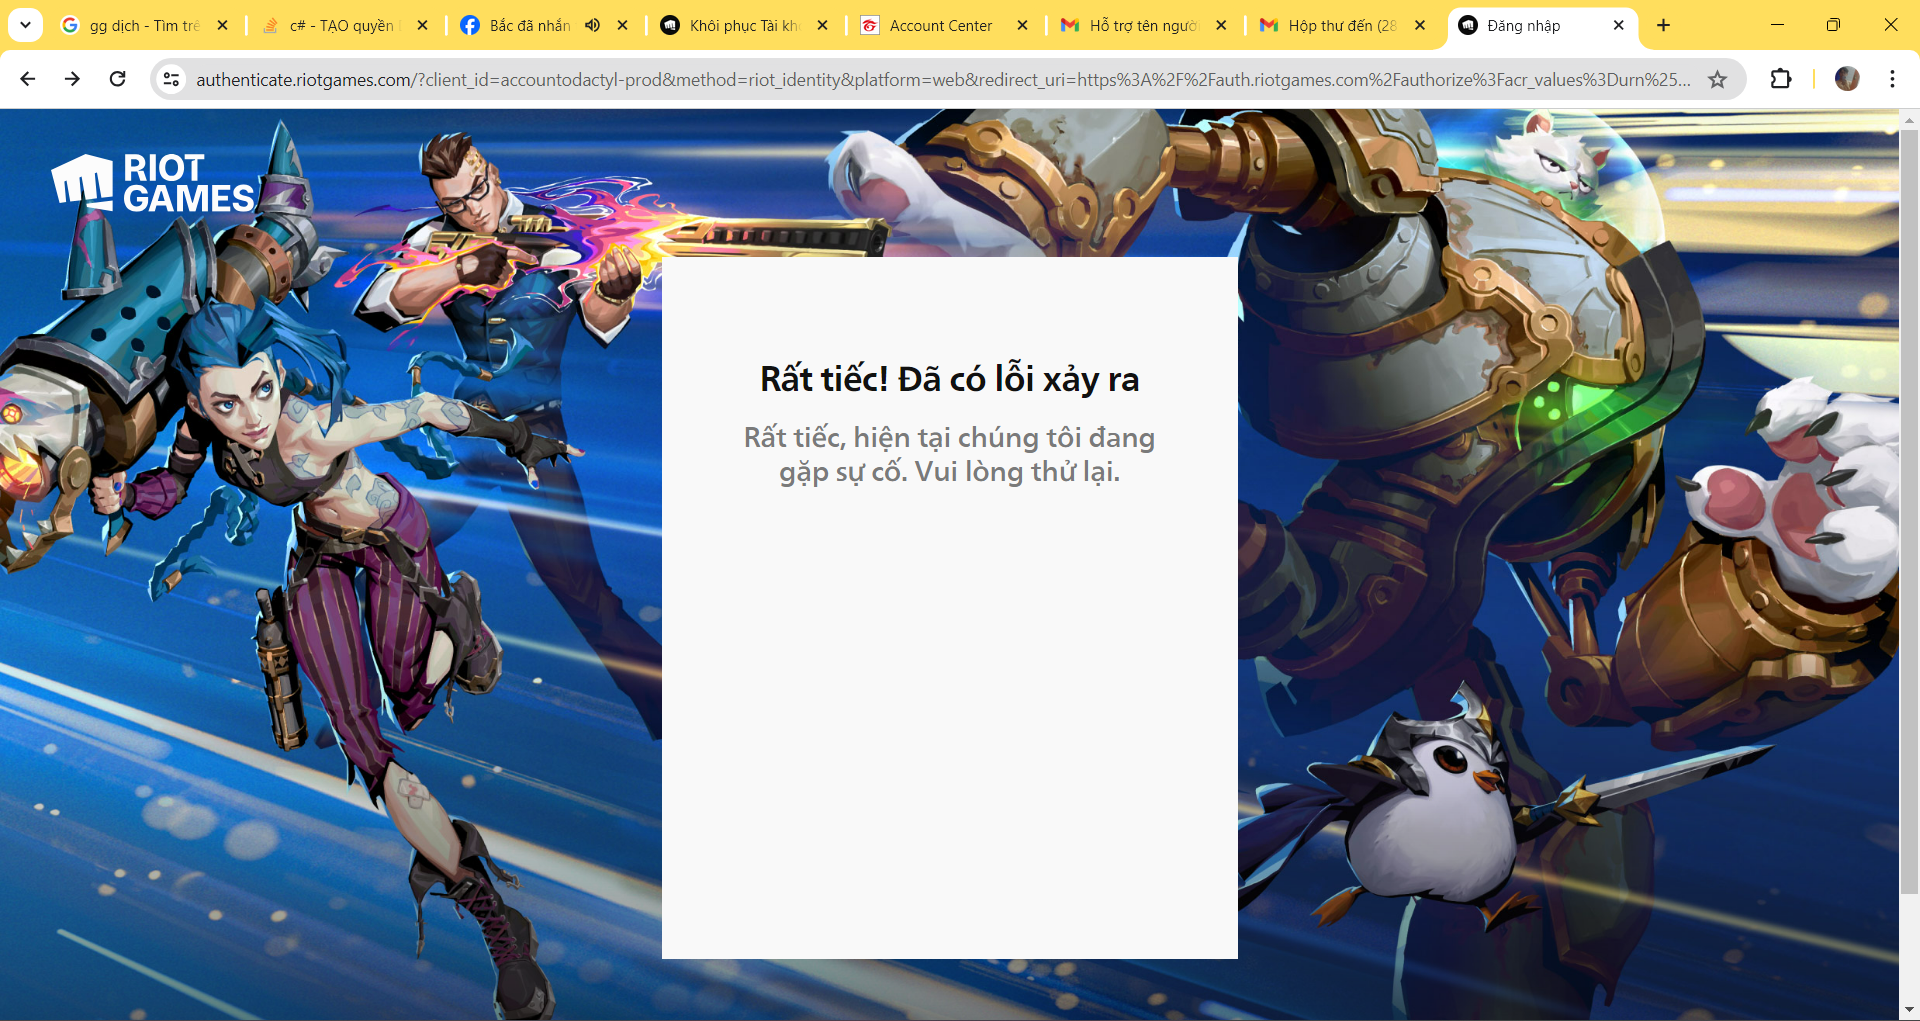 gg dịch - Tìm trê
c# - TẠO quyền
Bắc đã nhắn
Khôi phục Tài kho
Account Center
Hỗ trợ tên người
Hộp thư đến (28
Đăng nhập
authenticate.riotgames.com/?client_id=accountodactyl-prod&method=riot_identity&platform=web&redirect_uri=https%3A%2F%2Fauth.riotgames.com%2Fauthorize%3Facr_values%3Durn%25...
RIOT
GAMES
Rất tiếc! Đã có lỗi xảy ra
Rất tiếc, hiện tại chúng tôi đang
gặp sự cố. Vui lòng thử lại.